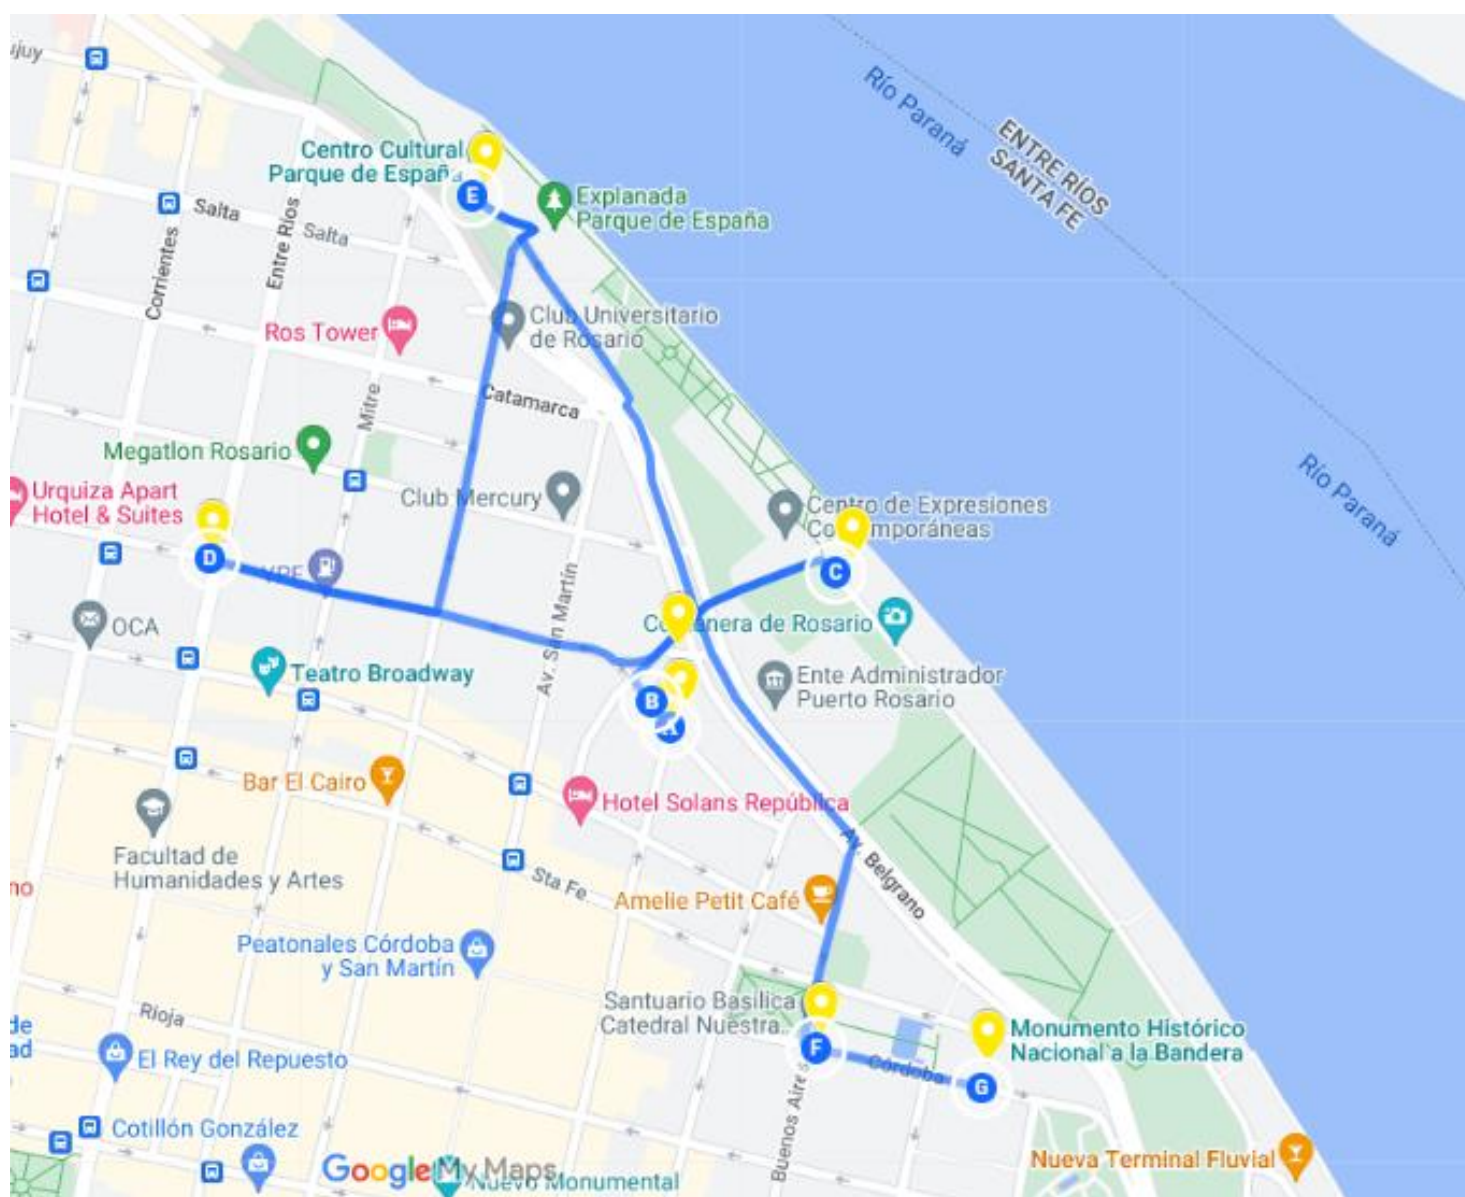 Río Paraná
ENTRE RÍOS
SANTA FE
Centro Cultural
Parque de España
E
Explanada
Parque de España
Salta
Salta
Entre Ríos
Corrientes
Club Universitario
de Rosario
Ros Tower
Catamarca
Mitre
Megatlon Rosario
Río Paraná
Urquiza Apart
Hotel & Suites
Club Mercury
Centro de Expresiones
Contemporáneas
D
YPF
C
OCA
Av. San Martín
Costanera de Rosario
Teatro Broadway
B
A
Ente Administrador
Puerto Rosario
Bar El Cairo
Hotel Solans República
Facultad de
Humanidades y Artes
Sta Fe
Av. Belgrano
Amelie Petit Café
Peatonales Córdoba
y San Martín
Santuario Basílica
Catedral Nuestra...
Rioja
F
Córdoba
G
Monumento Histórico
Nacional a la Bandera
El Rey del Repuesto
Buenos Aires
Cotillón González
Google My Maps
Nuevo Monumental
Nueva Terminal Fluvial